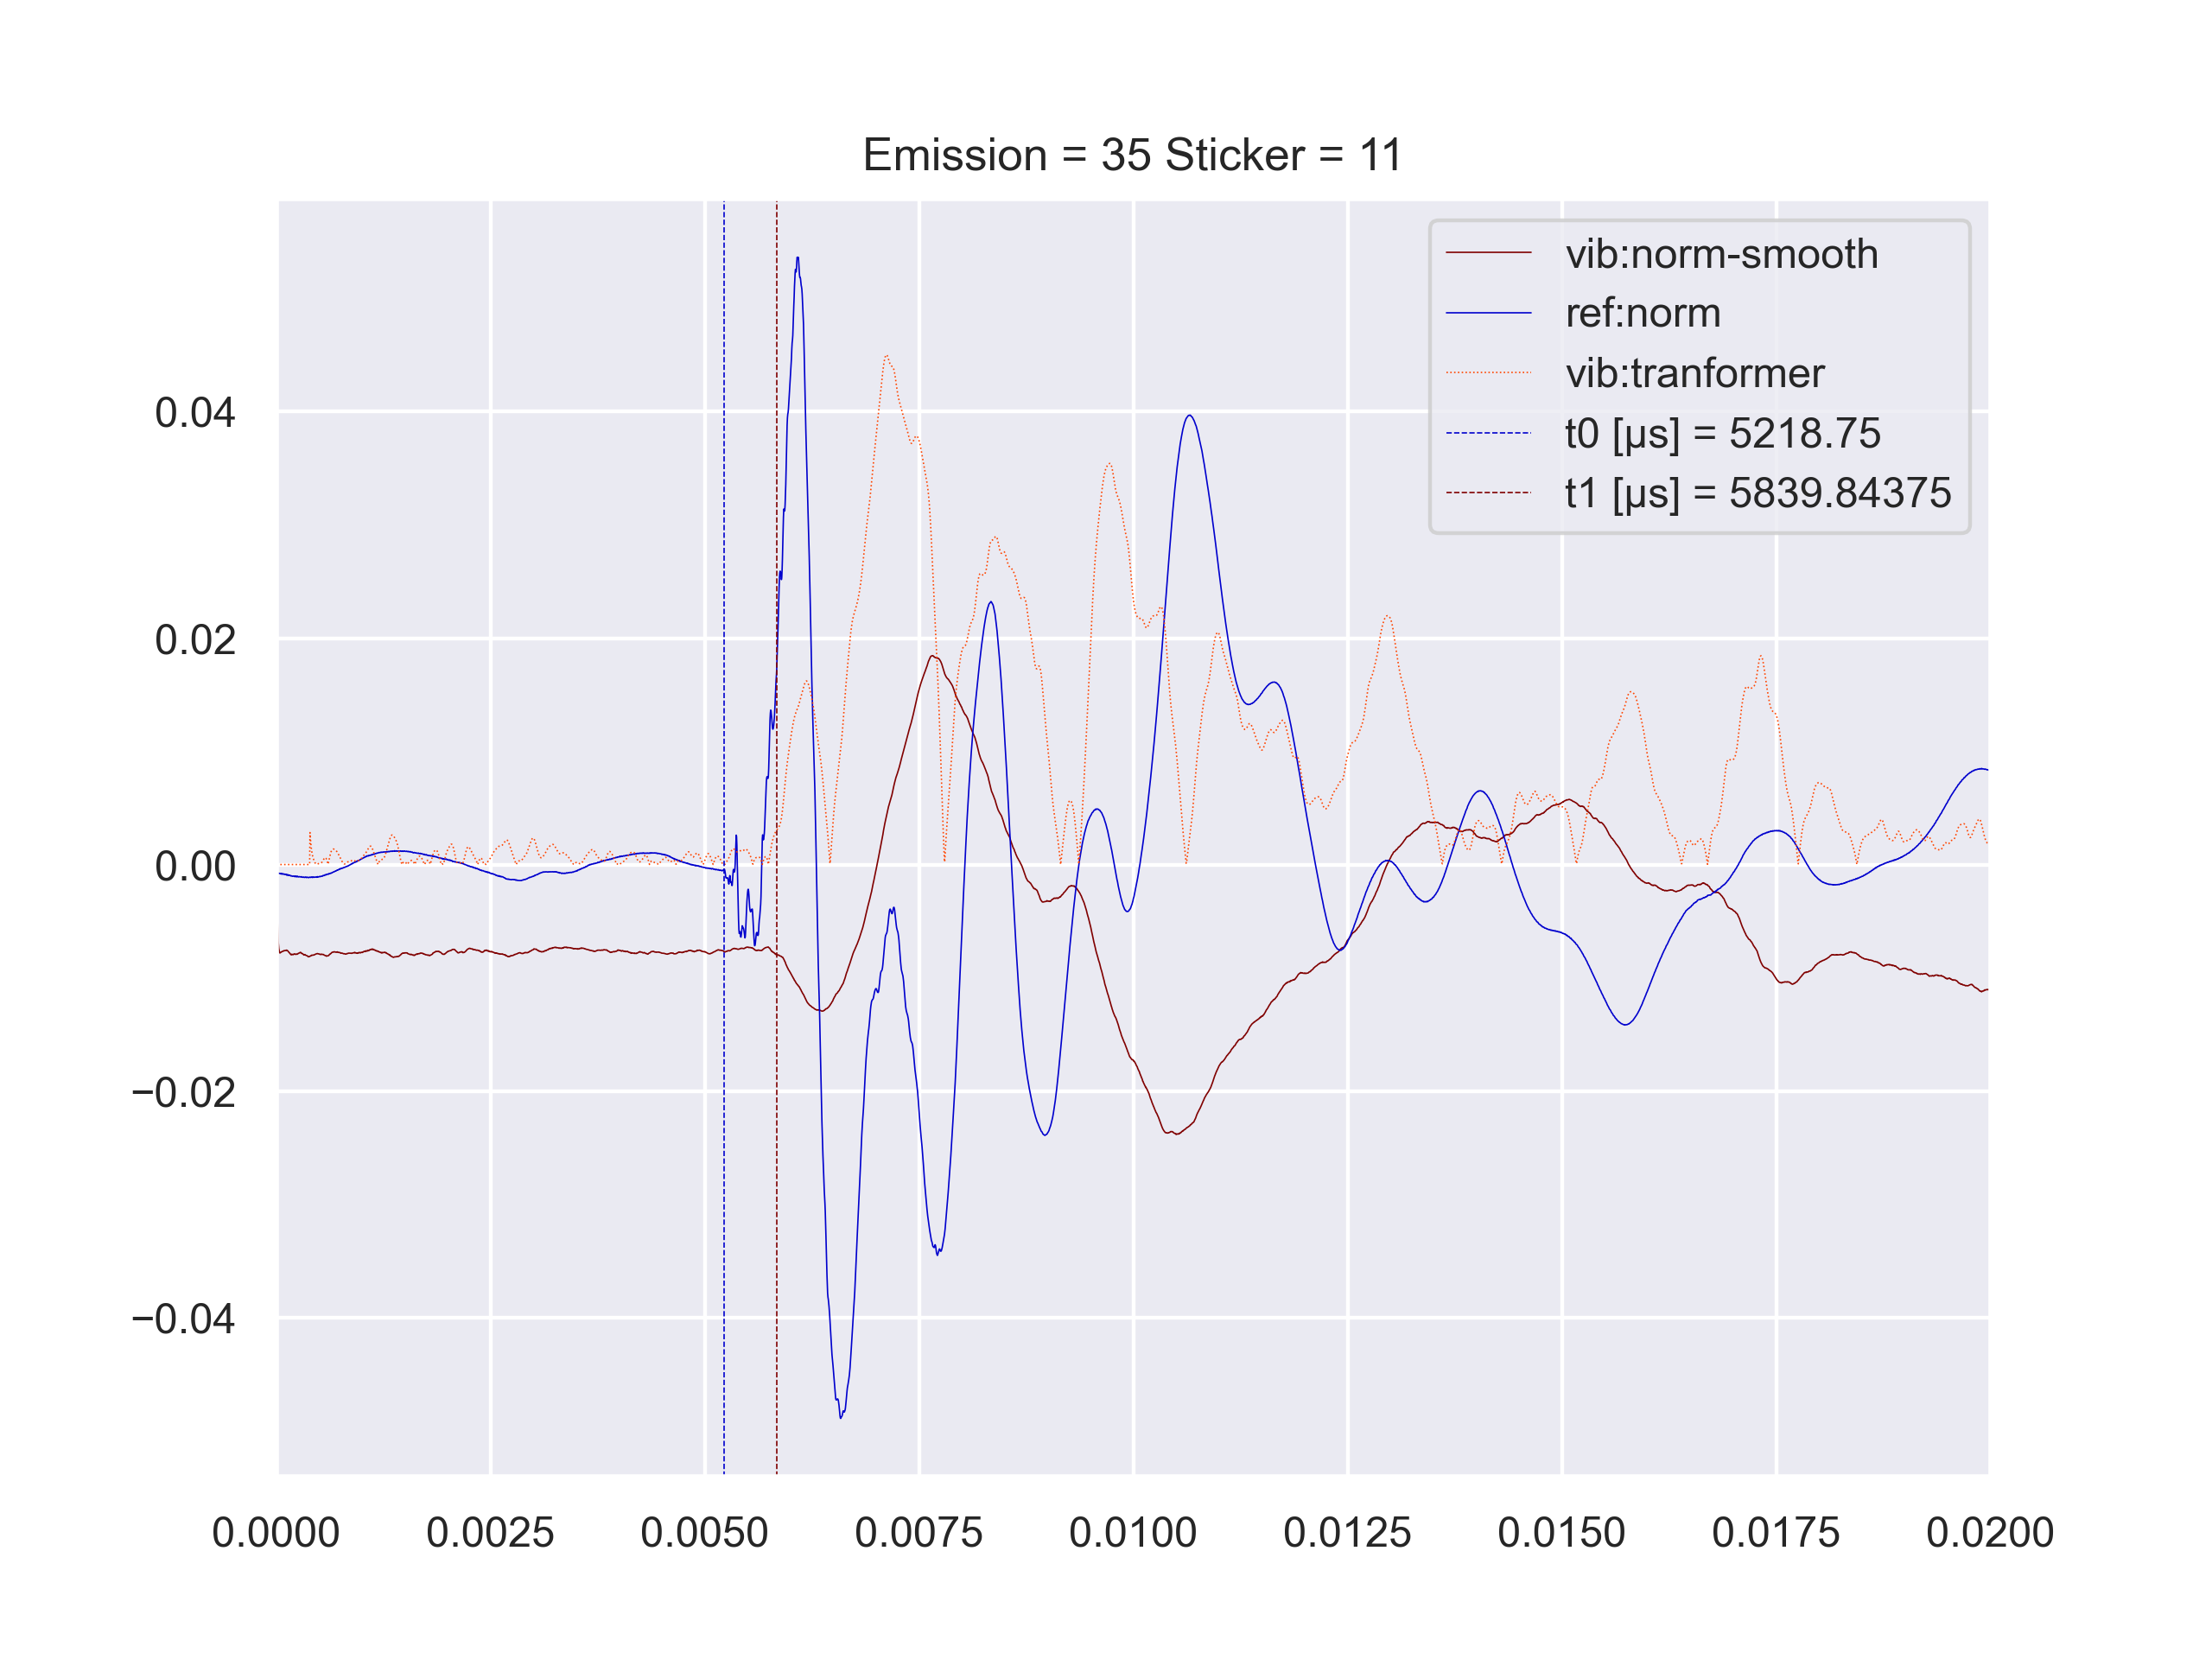 Emission = 35 Sticker = 11
vib:norm-smooth
ref:norm
vib:tranformer
t0 [µs] = 5218.75
t1 [µs] = 5839.84375
0.04
0.02
0.00
−0.02
−0.04
0.0000 0.0025 0.0050 0.0075 0.0100 0.0125 0.0150 0.0175 0.0200